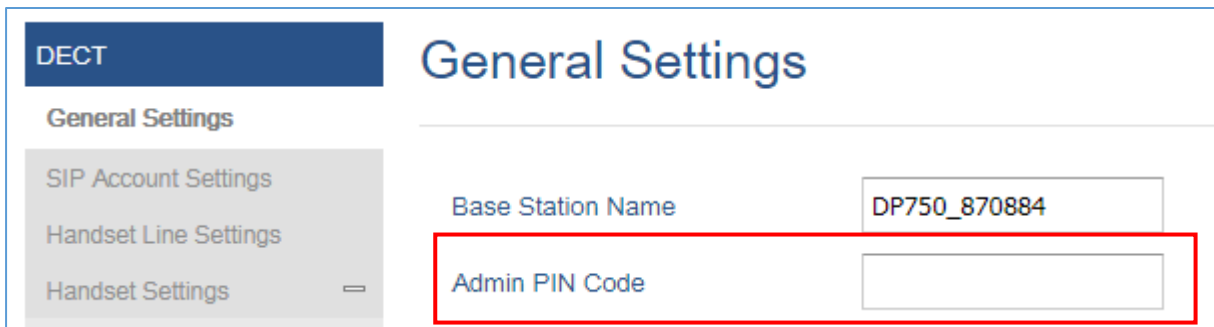 DECT
General Settings
SIP Account Settings
Handset Line Settings
Handset Settings
General Settings
Base Station Name DP750_870884
Admin PIN Code